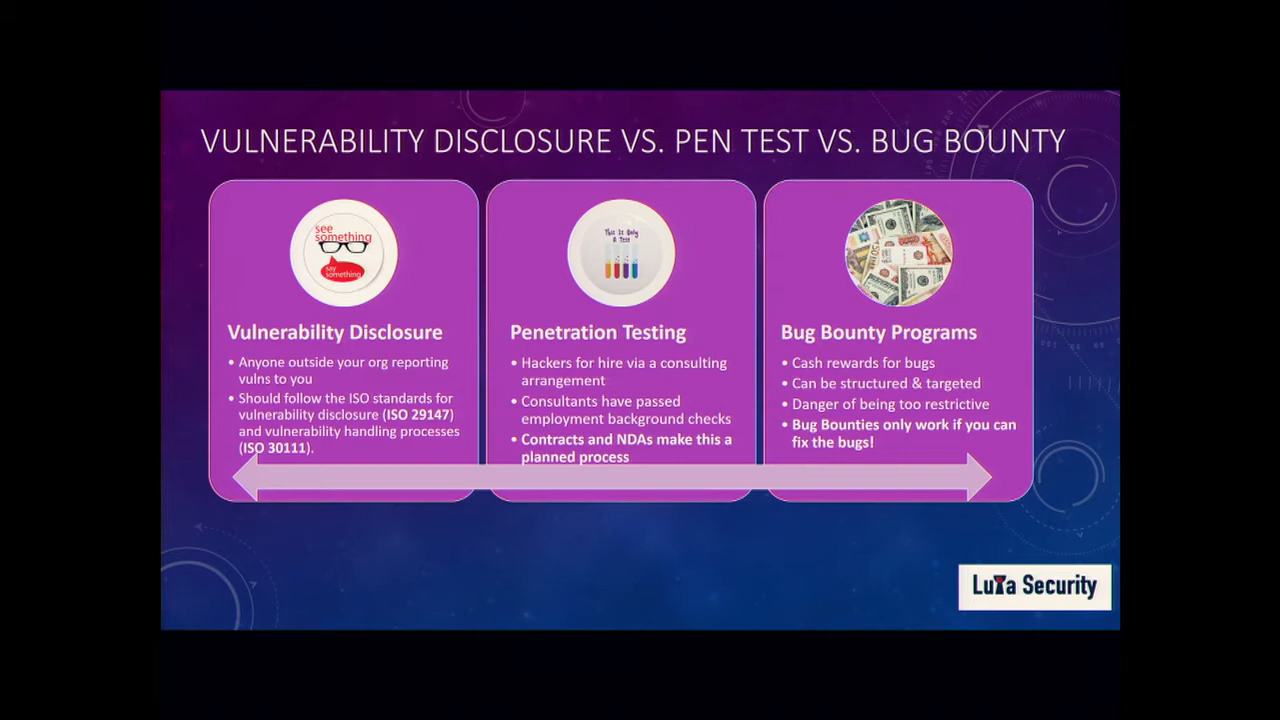 VULNERABILITY DISCLOSURE VS. PEN TEST VS. BUG BOUNTY
see
something
say
something
Vulnerability Disclosure
• Anyone outside your org reporting
vulns to you
• Should follow the ISO standards for
vulnerability disclosure (ISO 29147)
and vulnerability handling processes
(ISO 30111).
This Is Only
A Test
Penetration Testing
• Hackers for hire via a consulting
arrangement
• Consultants have passed
employment background checks
• Contracts and NDAs make this a
planned process
Bug Bounty Programs
• Cash rewards for bugs
• Can be structured & targeted
• Danger of being too restrictive
• Bug Bounties only work if you can
fix the bugs!
Luta Security